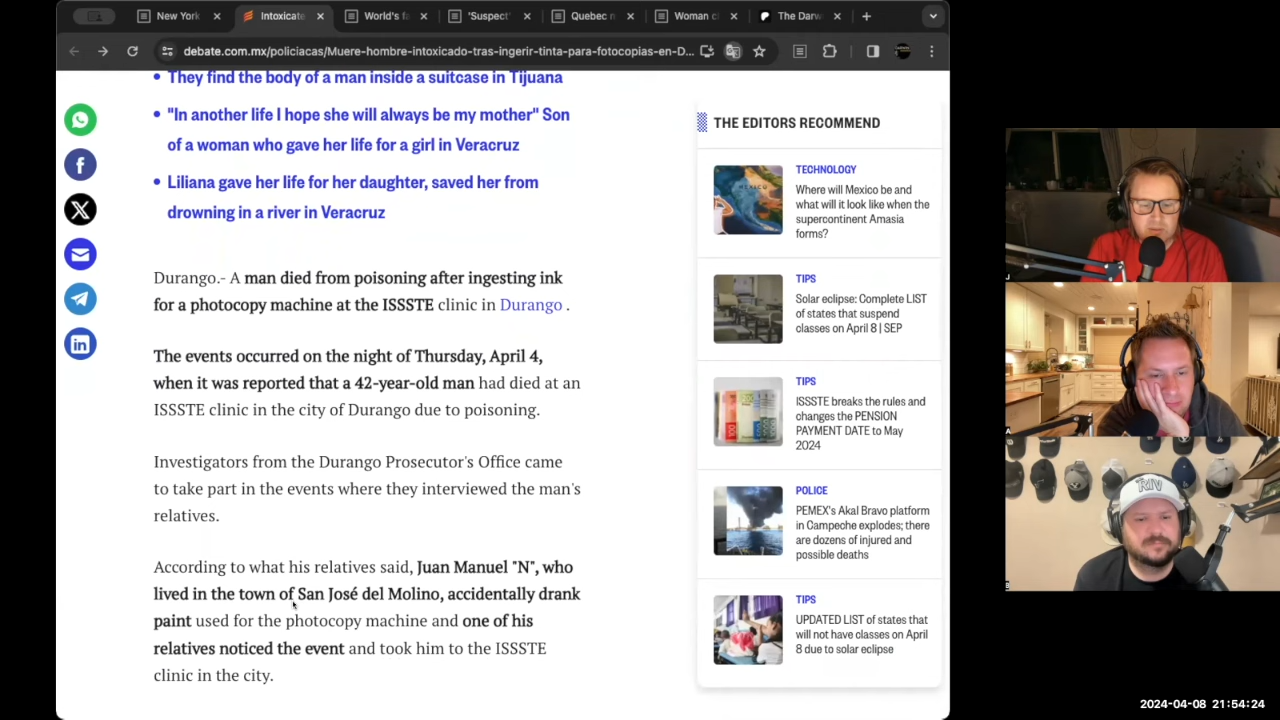 New York
Intoxicate
World's fa
'Suspect'
Quebec n
Woman c
The Darw
debate.com.mx/policiacas/Muere-hombre-intoxicado-tras-ingerir-tinta-para-fotocopias-en-D...
They find the body of a man inside a suitcase in Tijuana
"In another life I hope she will always be my mother" Son
of a woman who gave her life for a girl in Veracruz
Liliana gave her life for her daughter, saved her from
drowning in a river in Veracruz
Durango.- A man died from poisoning after ingesting ink
for a photocopy machine at the ISSSTE clinic in Durango .
The events occurred on the night of Thursday, April 4,
when it was reported that a 42-year-old man had died at an
ISSSTE clinic in the city of Durango due to poisoning.
Investigators from the Durango Prosecutor's Office came
to take part in the events where they interviewed the man's
relatives.
According to what his relatives said, Juan Manuel "N", who
lived in the town of San José del Molino, accidentally drank
paint used for the photocopy machine and one of his
relatives noticed the event and took him to the ISSSTE
clinic in the city.
THE EDITORS RECOMMEND
TECHNOLOGY
Where will Mexico be and
what will it look like when the
supercontinent Amasia
forms?
TIPS
Solar eclipse: Complete LIST
of states that suspend
classes on April 8 | SEP
TIPS
ISSSTE breaks the rules and
changes the PENSION
PAYMENT DATE to May
2024
POLICE
PEMEX's Akal Bravo platform
in Campeche explodes; there
are dozens of injured and
possible deaths
TIPS
UPDATED LIST of states that
will not have classes on April
8 due to solar eclipse
MEXICO
J
A
RIV
2024-04-08 21:54:24